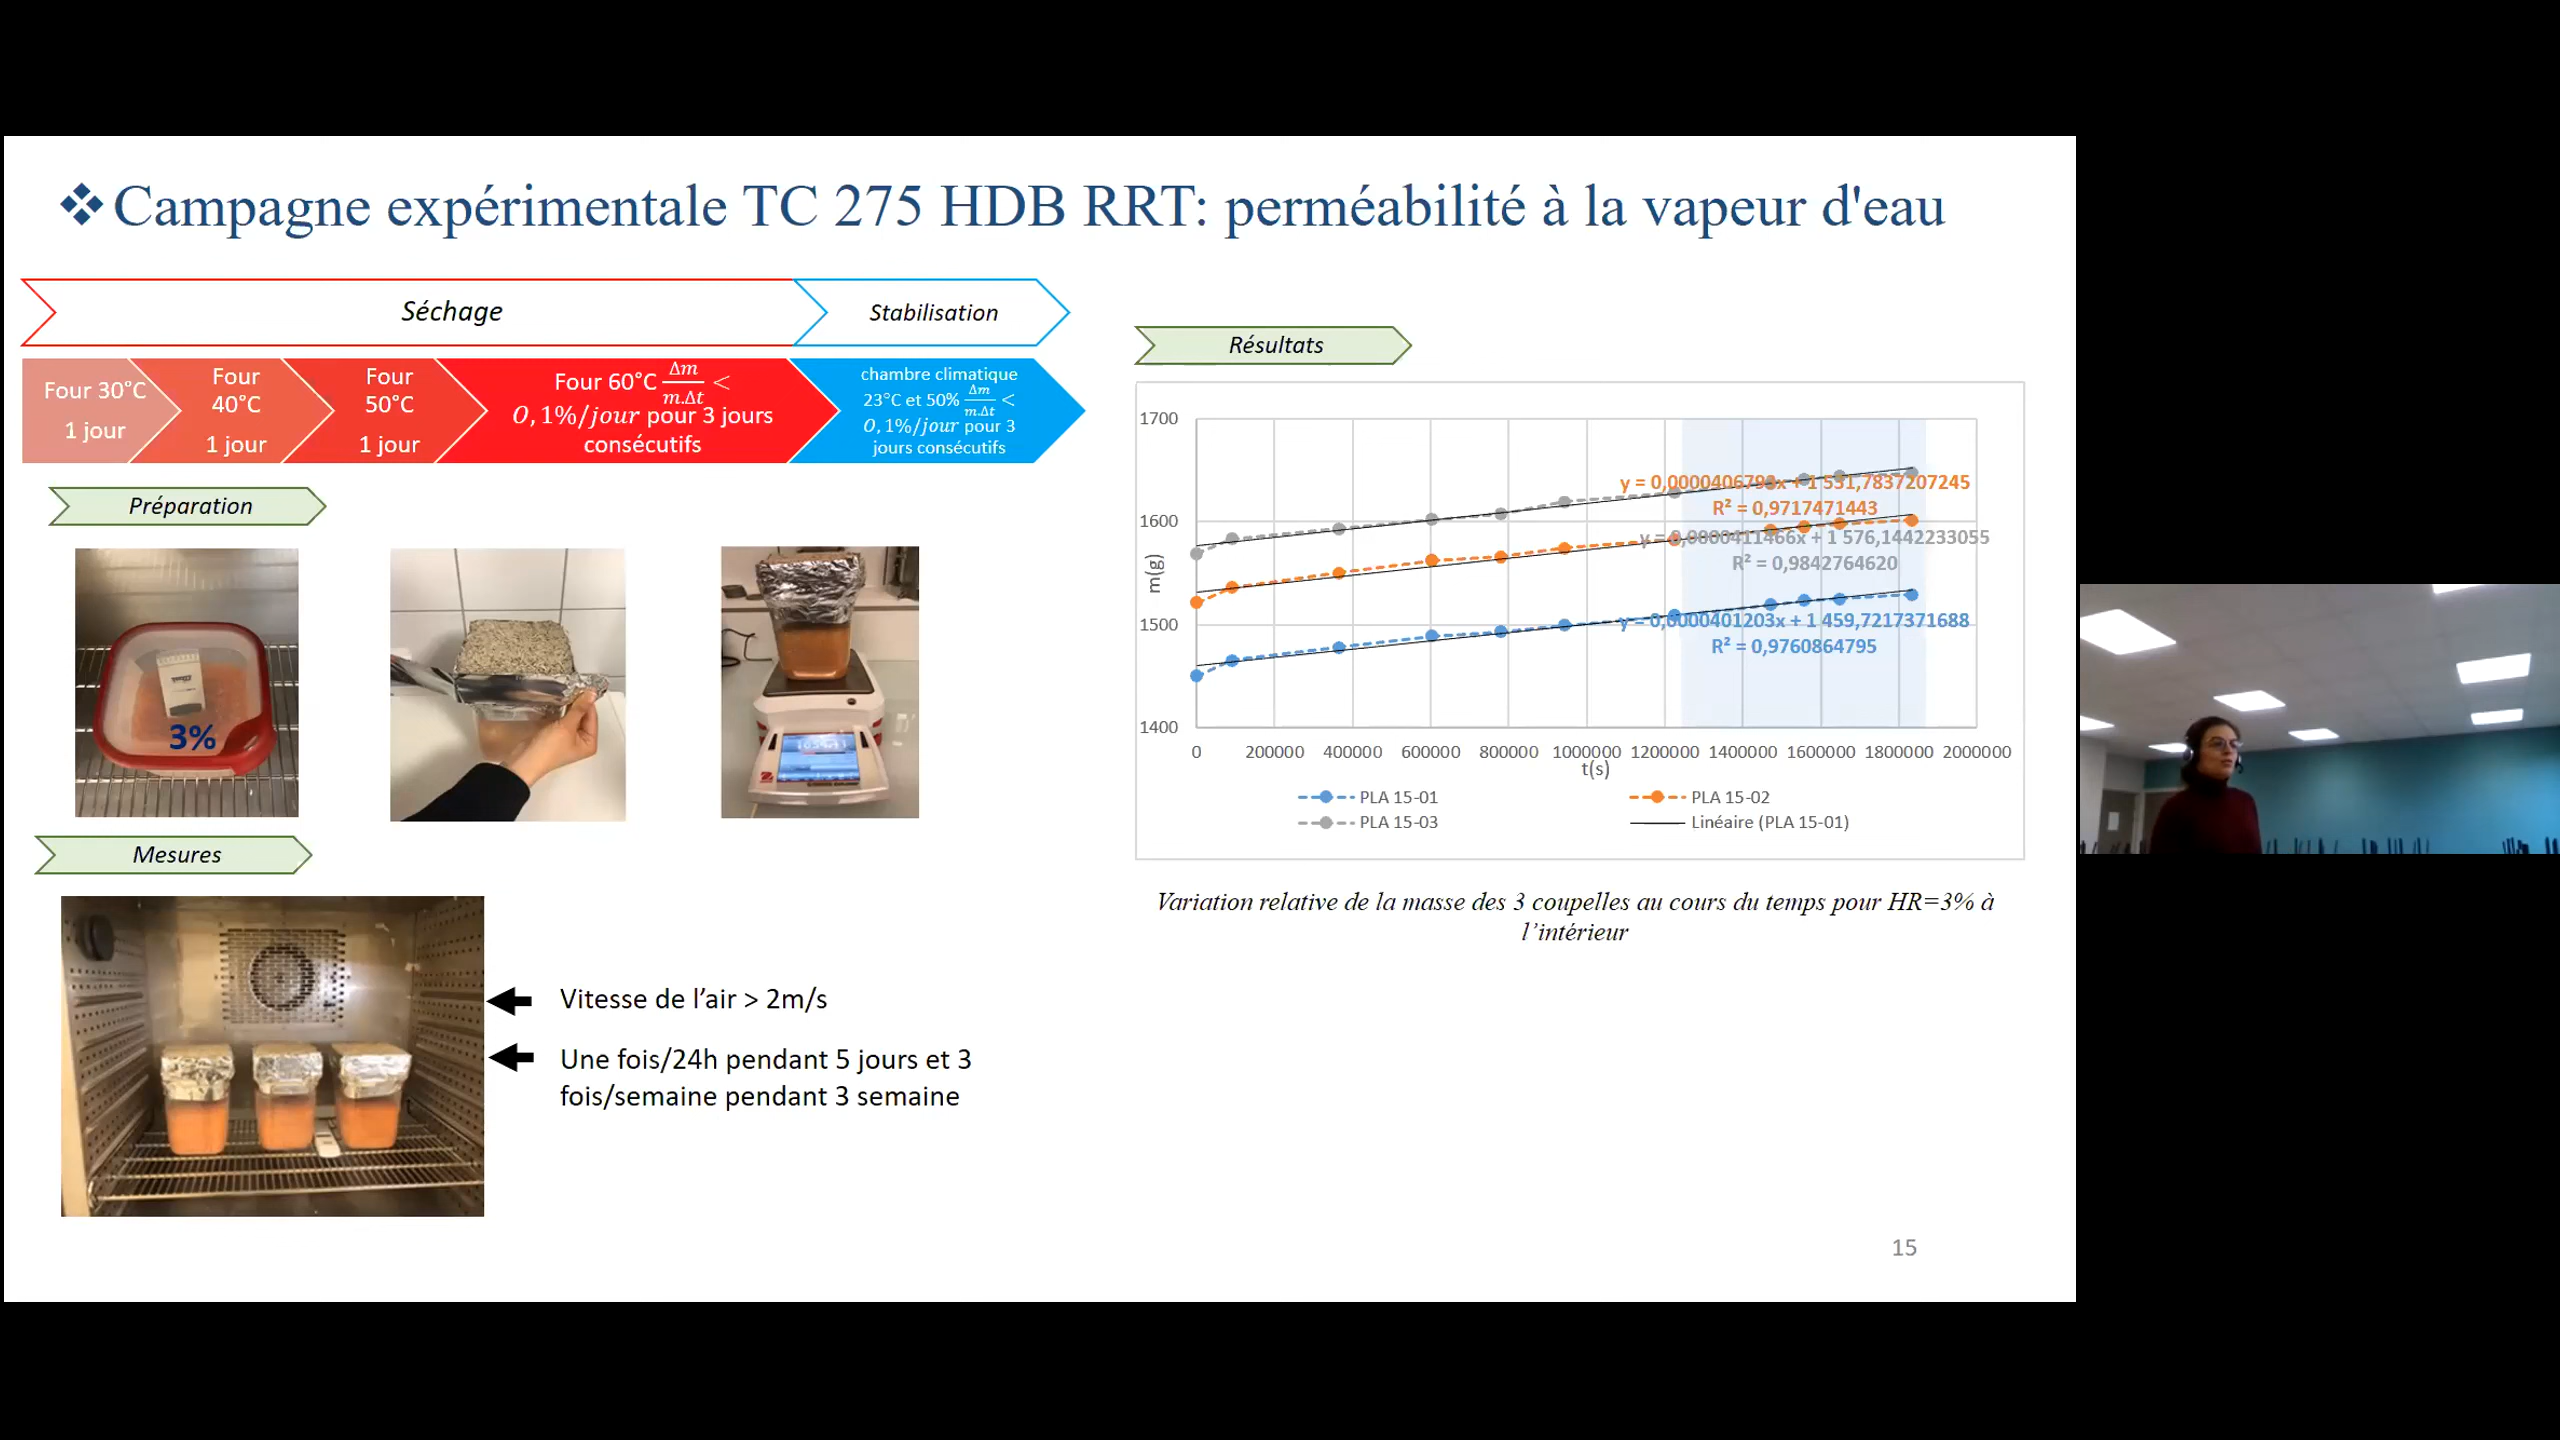 ❖Campagne expérimentale TC 275 HDB RRT: perméabilité à la vapeur d'eau
Séchage
Stabilisation
Four 30°C
1 jour
Four
40°C
1 jour
Four
50°C
1 jour
Four 60°C Δm/m.Δt <
0, 1%/jour pour 3 jours
consécutifs
chambre climatique
23°C et 50% Δm/m.Δt <
0, 1%/jour pour 3
jours consécutifs
Préparation
3%
Mesures
Vitesse de l’air > 2m/s
Une fois/24h pendant 5 jours et 3
fois/semaine pendant 3 semaine
Résultats
1700
1600
1500
1400
m(g)
y = 0,0000406793x + 1 531,7837207245
R² = 0,9717471443
y = 0,0000411466x + 1 576,1442233055
R² = 0,9842764620
y = 0,0000401203x + 1 459,7217371688
R² = 0,9760864795
0 200000 400000 600000 800000 1000000 1200000 1400000 1600000 1800000 2000000
t(s)
PLA 15-01
PLA 15-02
PLA 15-03
Linéaire (PLA 15-01)
Variation relative de la masse des 3 coupelles au cours du temps pour HR=3% à
l’intérieur
15